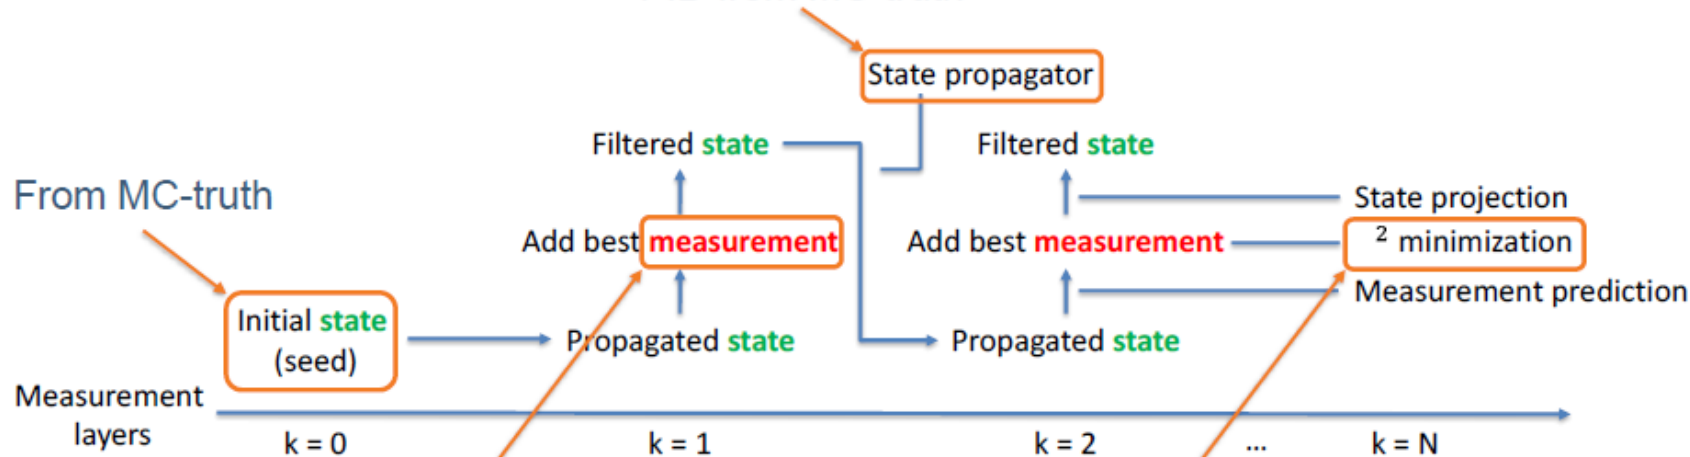 State propagator
Filtered state
Filtered state
From MC-truth
State projection
Add best measurement
Add best measurement
2 minimization
Measurement prediction
Initial state
(seed)
Propagated state
Propagated state
Measurement
layers
k = 0
k = 1
k = 2
...
k = N